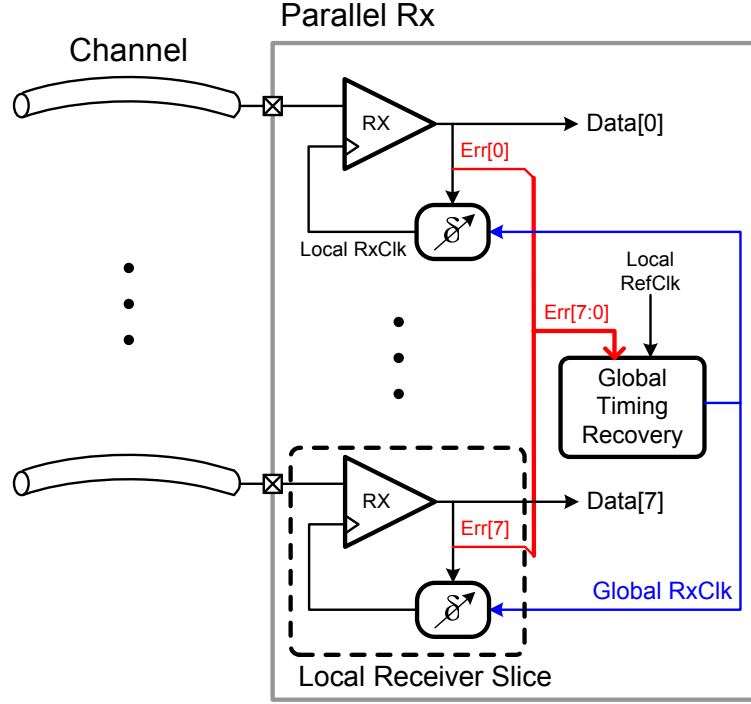 Parallel Rx
Channel
RX
Data[0]
Err[0]
δ
Local RxClk
Local
RefClk
Err[7:0]
Global
Timing
Recovery
RX
Data[7]
Err[7]
δ
Global RxClk
Local Receiver Slice